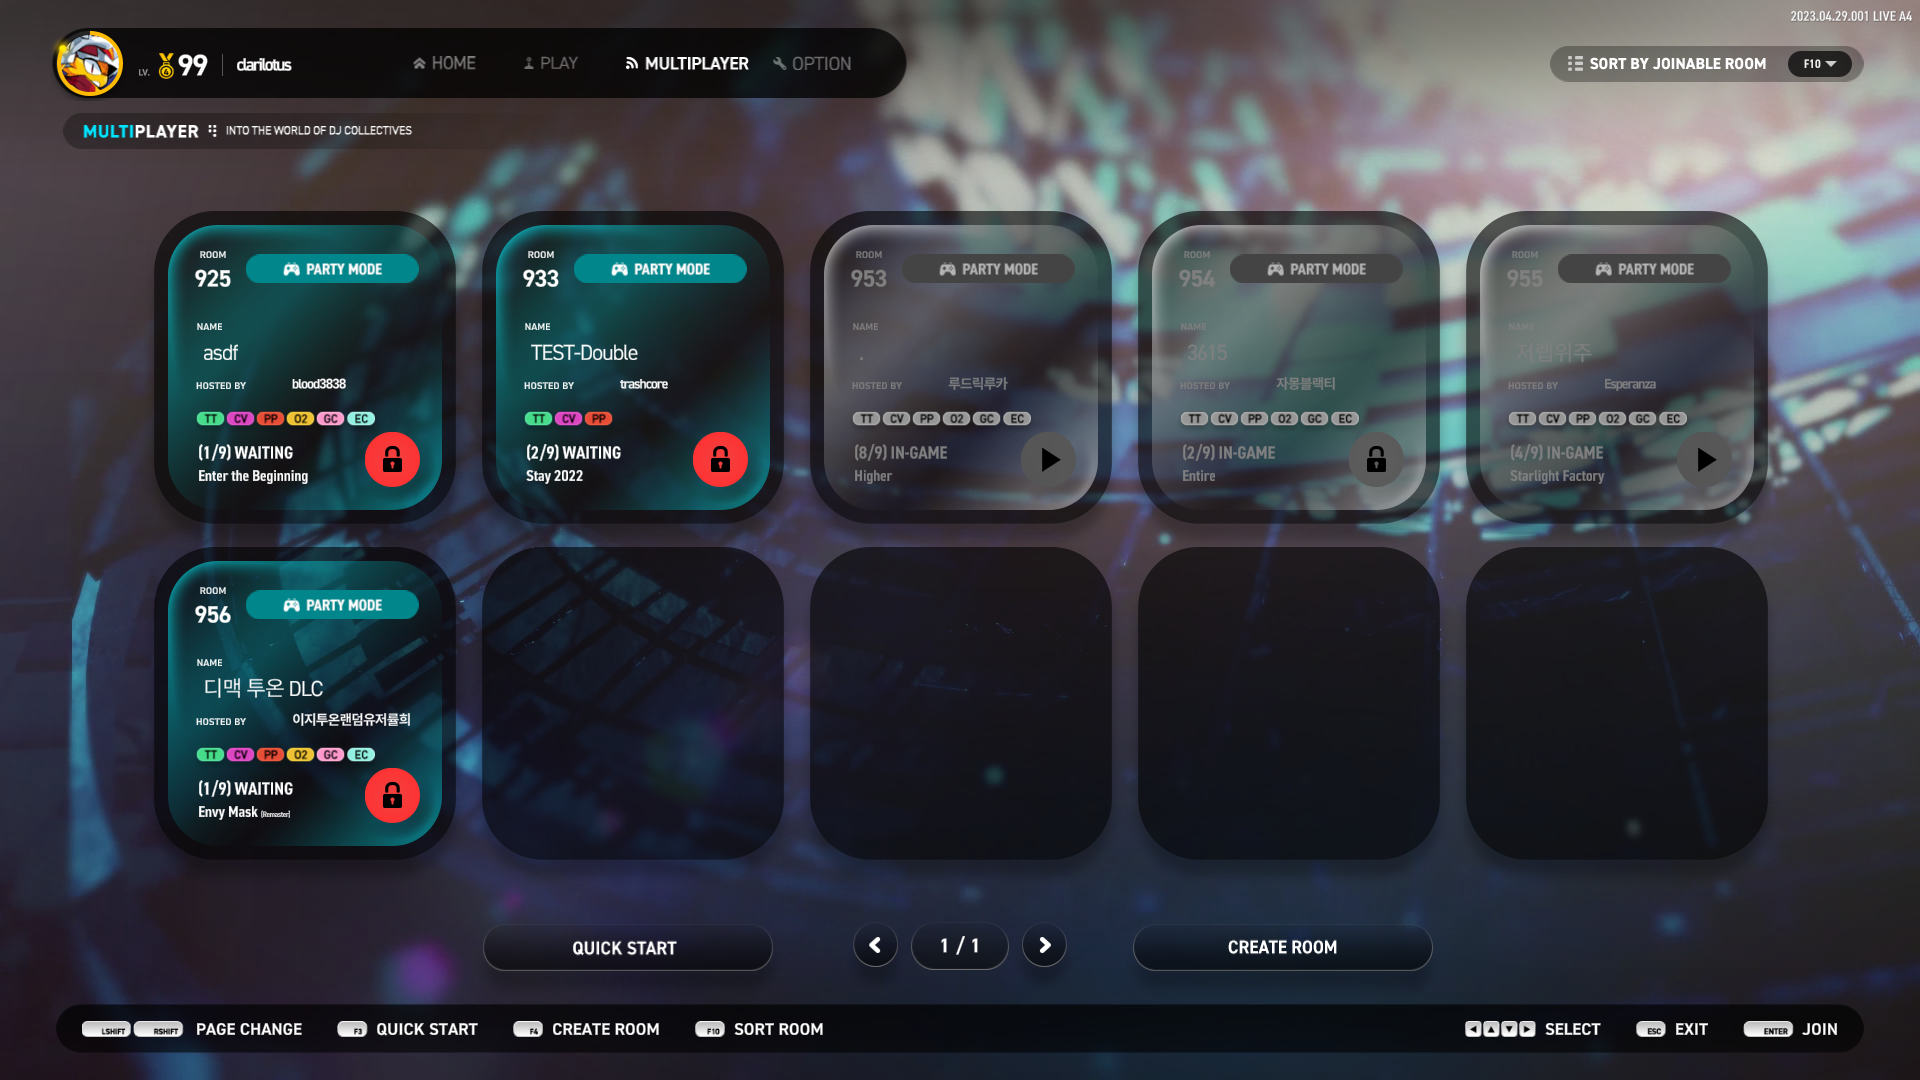 2023.04.29.001 LIVE A4
LV. 99 darilotus
HOME PLAY MULTIPLAYER OPTION
SORT BY JOINABLE ROOM F10
MULTIPLAYER INTO THE WORLD OF DJ COLLECTIVES
ROOM
925
PARTY MODE
NAME
asdf
HOSTED BY blood3838
TT CV PP O2 GC EC
(1/9) WAITING
Enter the Beginning
ROOM
933
PARTY MODE
NAME
TEST-Double
HOSTED BY trashcore
TT CV PP
(2/9) WAITING
Stay 2022
ROOM
953
PARTY MODE
NAME
.
HOSTED BY 루드릭루카
TT CV PP O2 GC EC
(8/9) IN-GAME
Higher
ROOM
954
PARTY MODE
NAME
3615
HOSTED BY 자몽블랙티
TT CV PP O2 GC EC
(2/9) IN-GAME
Entire
ROOM
955
PARTY MODE
NAME
저렙위주
HOSTED BY Esperanza
TT CV PP O2 GC EC
(4/9) IN-GAME
Starlight Factory
ROOM
956
PARTY MODE
NAME
디맥 투온 DLC
HOSTED BY 이지투온랜덤유저률희
TT CV PP O2 GC EC
(1/9) WAITING
Envy Mask (Remaster)
QUICK START
1 / 1
CREATE ROOM
LSHIFT RSHIFT PAGE CHANGE F3 QUICK START F4 CREATE ROOM F10 SORT ROOM
SELECT ESC EXIT ENTER JOIN